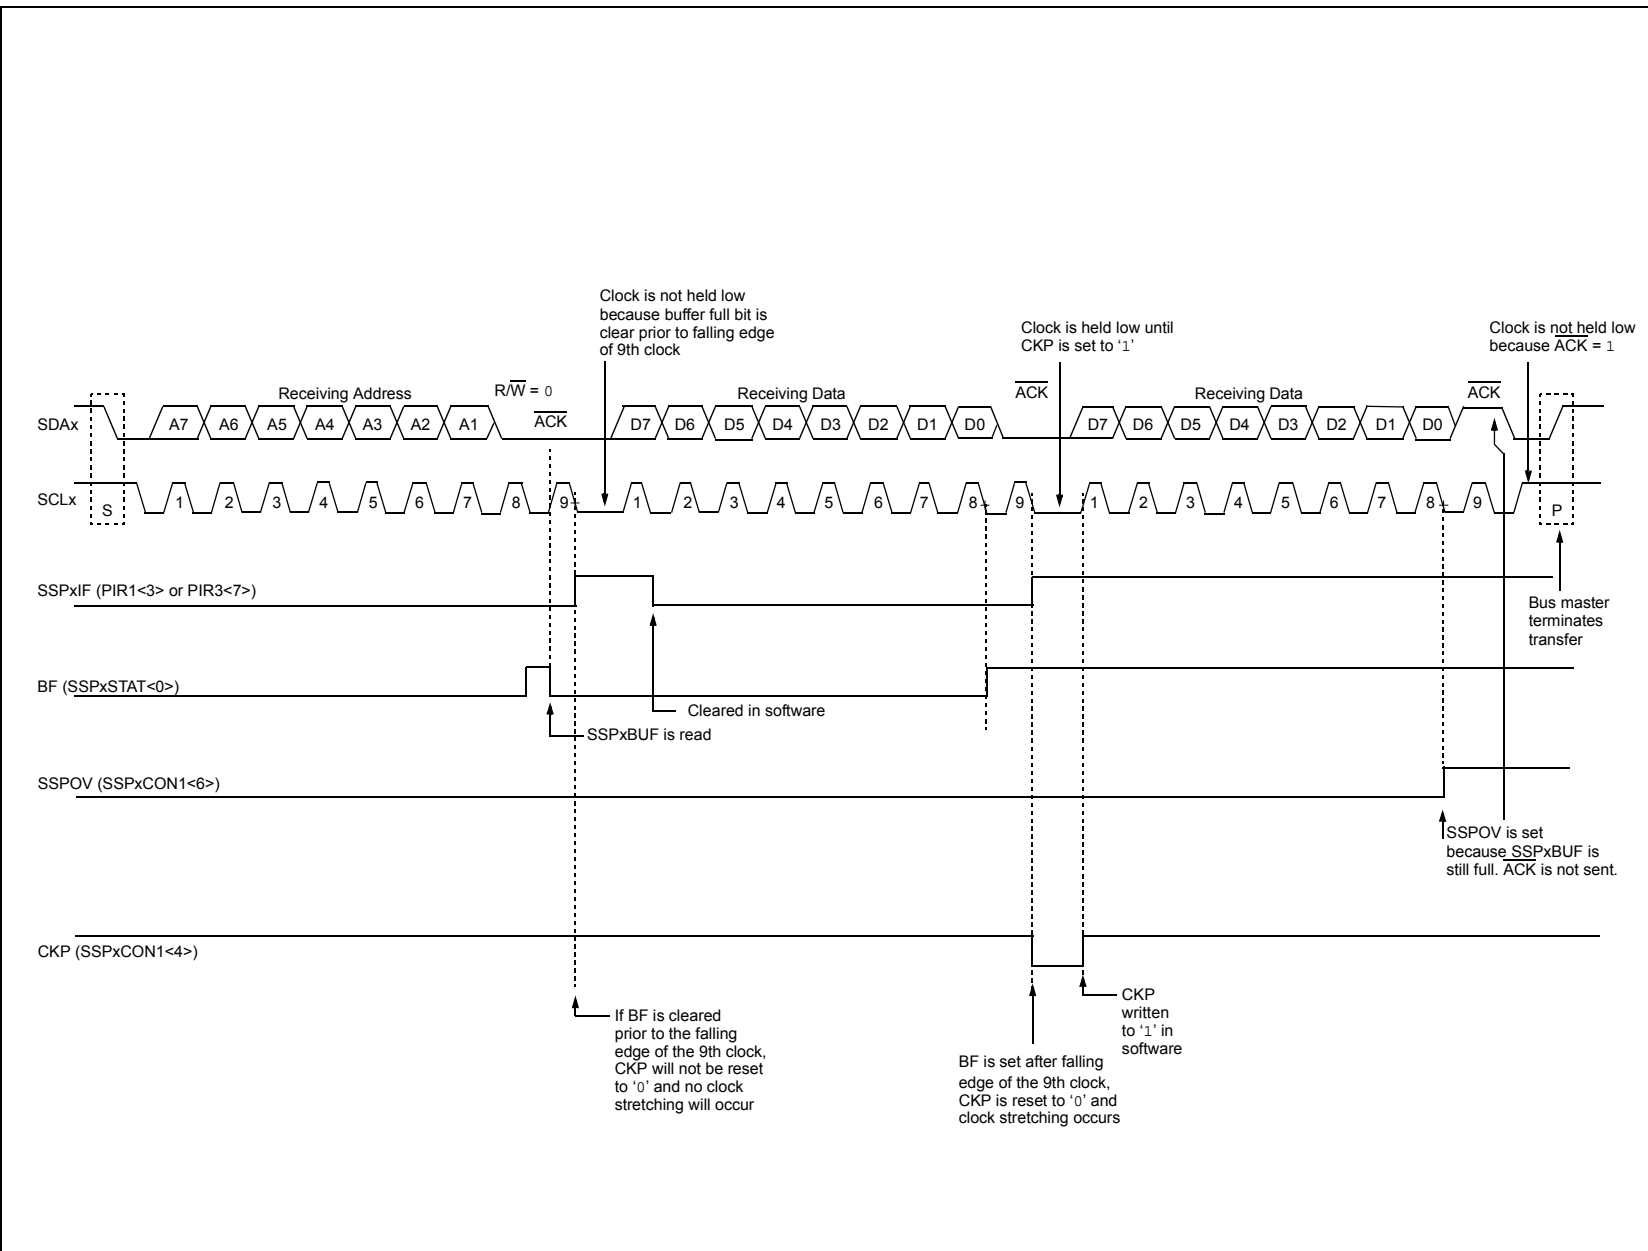 Clock is not held low
because buffer full bit is
clear prior to falling edge
of 9th clock
Clock is held low until
CKP is set to ‘1’
Clock is not held low
because A̅C̅K̅ = 1
Receiving Address
R/W̅ = 0
A̅C̅K̅
Receiving Data
A̅C̅K̅
Receiving Data
A̅C̅K̅
SDAx
A7 A6 A5 A4 A3 A2 A1
D7 D6 D5 D4 D3 D2 D1 D0
D7 D6 D5 D4 D3 D2 D1 D0
SCLx
S
1 2 3 4 5 6 7 8 9
1 2 3 4 5 6 7 8 9
1 2 3 4 5 6 7 8 9
P
SSPxIF (PIR1<3> or PIR3<7>)
Bus master
terminates
transfer
BF (SSPxSTAT<0>)
Cleared in software
SSPxBUF is read
SSPOV (SSPxCON1<6>)
SSPOV is set
because SSPxBUF is
still full. A̅C̅K̅ is not sent.
CKP (SSPxCON1<4>)
CKP
written
to ‘1’ in
software
If BF is cleared
prior to the falling
edge of the 9th clock,
CKP will not be reset
to ‘0’ and no clock
stretching will occur
BF is set after falling
edge of the 9th clock,
CKP is reset to ‘0’ and
clock stretching occurs